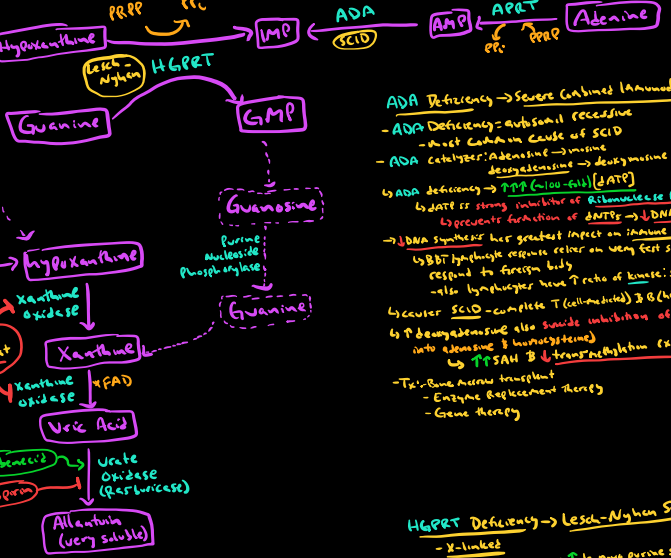 PRPP
PPi
Hypoxanthine
IMP
ADA
SCID
AMP
APRT
PPi
PRPP
Adenine
Lesch-
Nyhan
HGPRT
Guanine
GMP
Guanosine
Purine
Nucleoside
Phosphorylase
Guanine
hypoxanthine
Xanthine
oxidase
Xanthine
Xanthine
oxidase
*FAD
Uric Acid
urate
oxidase
(Rasburicase)
Allantuin
(very soluble)
ADA Deficiency → Severe Combined Immunod
- ADA Deficiency = autosomal recessive
- most common cause of SCID
- ADA catalyzes: Adenosine → inosine
deoxyadenosine → deoxyinosine
↳ ADA deficiency → ↑↑↑ (~100-fold) [dATP]
↳ dATP is strong inhibitor of Ribonucleotide
↳ prevents formation of dNTPs → ↓ DNA
→ ↓ DNA synthesis has greatest impact on immune
↳ B&T lymphocyte response relies on very fast s
respond to foreign body
- also lymphocytes have ↑ ratio of kinase:
↳ causes SCID - complete T (cell-mediated) & B (h
↳ ↑ deoxyadenosine also suicide inhibition of
into adenosine & homocysteine)
↳ ↑↑ SAH & ↓ transmethylation
- Tx: Bone marrow transplant
- Enzyme Replacement Therapy
- Gene therapy
HGPRT Deficiency → Lesch-Nyhan S
- X-linked